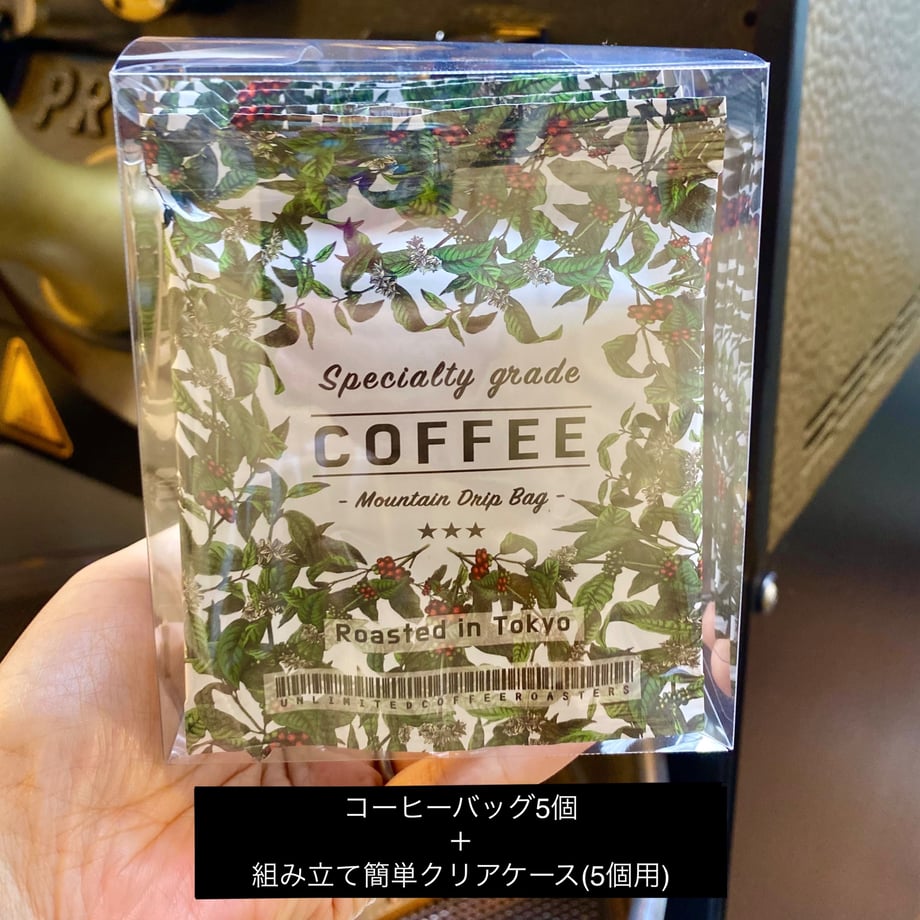 PR
Specialty grade
COFFEE
- Mountain Drip Bag -
★★★
Roasted in Tokyo
UNLIMITEDCOFFEEROASTERS
コーヒーバッグ5個
＋
組み立て簡単クリアケース(5個用)